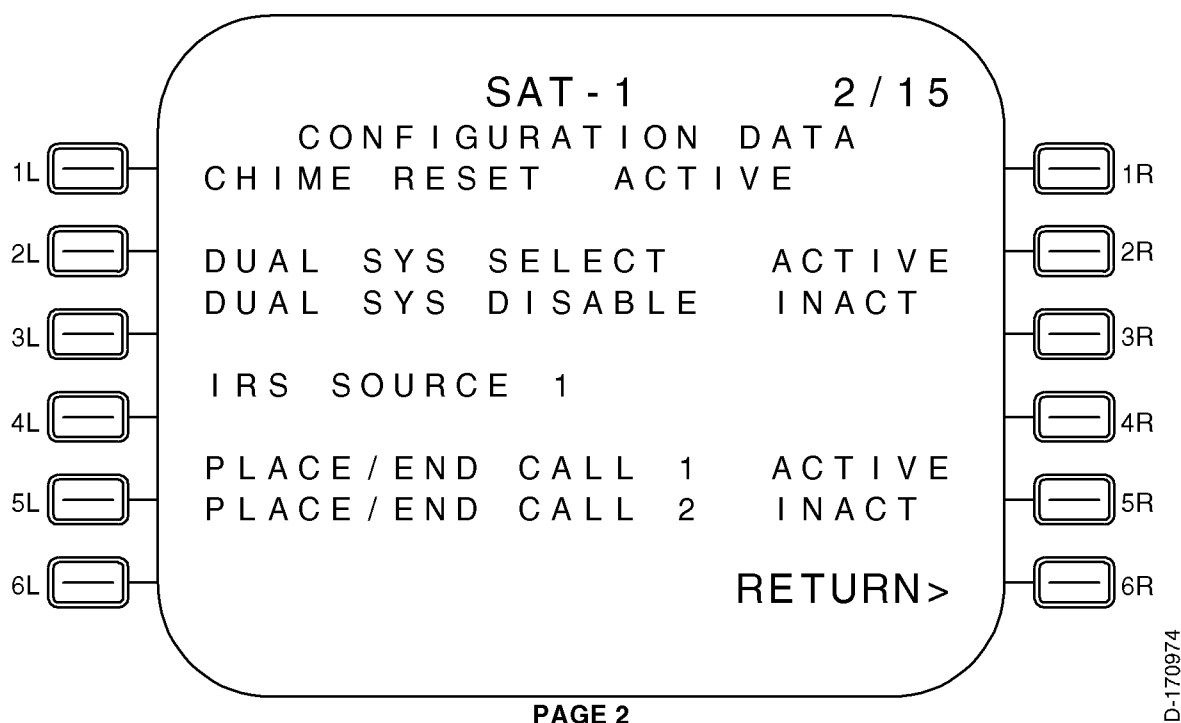 SAT-1 2/15
CONFIGURATION DATA
1L CHIME RESET ACTIVE 1R
2L DUAL SYS SELECT ACTIVE 2R
DUAL SYS DISABLE INACT
3L 3R
IRS SOURCE 1
4L 4R
PLACE/END CALL 1 ACTIVE
5L PLACE/END CALL 2 INACT 5R
6L RETURN> 6R
PAGE 2
D-170974